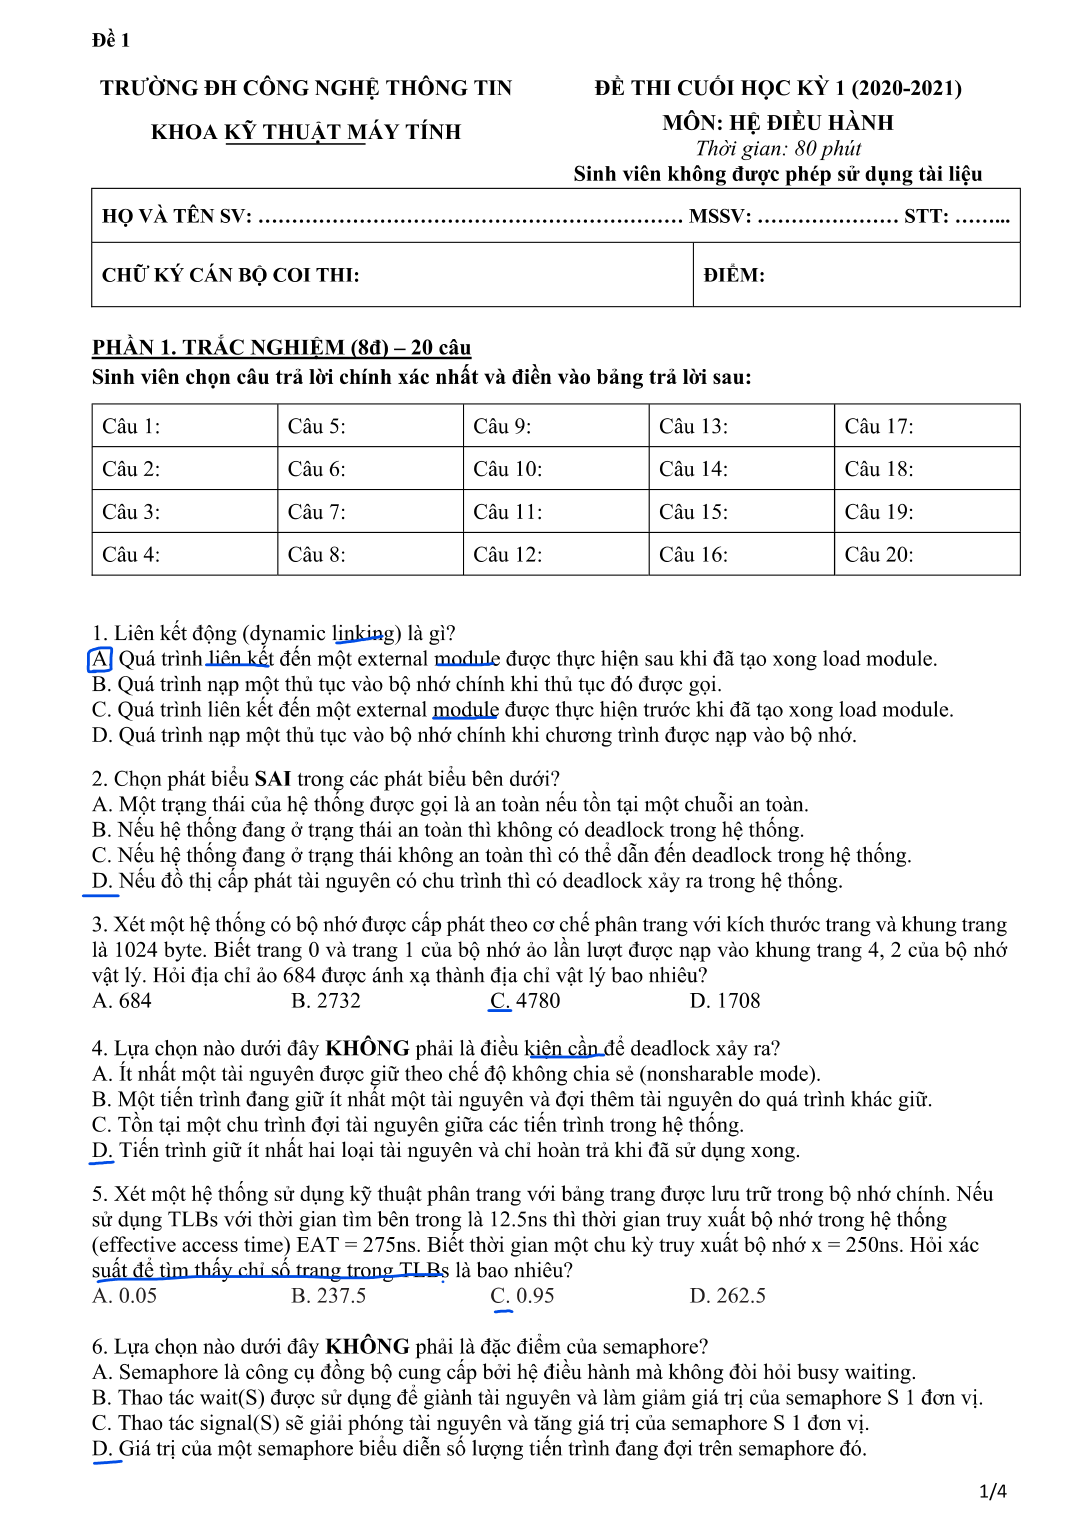 Đề 1
TRƯỜNG ĐH CÔNG NGHỆ THÔNG TIN
KHOA KỸ THUẬT MÁY TÍNH
ĐỀ THI CUỐI HỌC KỲ 1 (2020-2021)
MÔN: HỆ ĐIỀU HÀNH
Thời gian: 80 phút
Sinh viên không được phép sử dụng tài liệu
HỌ VÀ TÊN SV: ……………………………………………………… MSSV: ………………… STT: ……...
CHỮ KÝ CÁN BỘ COI THI:
ĐIỂM:
PHẦN 1. TRẮC NGHIỆM (8đ) – 20 câu
Sinh viên chọn câu trả lời chính xác nhất và điền vào bảng trả lời sau:
Câu 1: Câu 5: Câu 9: Câu 13: Câu 17:
Câu 2: Câu 6: Câu 10: Câu 14: Câu 18:
Câu 3: Câu 7: Câu 11: Câu 15: Câu 19:
Câu 4: Câu 8: Câu 12: Câu 16: Câu 20:
1. Liên kết động (dynamic linking) là gì?
A. Quá trình liên kết đến một external module được thực hiện sau khi đã tạo xong load module.
B. Quá trình nạp một thủ tục vào bộ nhớ chính khi thủ tục đó được gọi.
C. Quá trình liên kết đến một external module được thực hiện trước khi đã tạo xong load module.
D. Quá trình nạp một thủ tục vào bộ nhớ chính khi chương trình được nạp vào bộ nhớ.
2. Chọn phát biểu SAI trong các phát biểu bên dưới?
A. Một trạng thái của hệ thống được gọi là an toàn nếu tồn tại một chuỗi an toàn.
B. Nếu hệ thống đang ở trạng thái an toàn thì không có deadlock trong hệ thống.
C. Nếu hệ thống đang ở trạng thái không an toàn thì có thể dẫn đến deadlock trong hệ thống.
D. Nếu đồ thị cấp phát tài nguyên có chu trình thì có deadlock xảy ra trong hệ thống.
3. Xét một hệ thống có bộ nhớ được cấp phát theo cơ chế phân trang với kích thước trang và khung trang
là 1024 byte. Biết trang 0 và trang 1 của bộ nhớ ảo lần lượt được nạp vào khung trang 4, 2 của bộ nhớ
vật lý. Hỏi địa chỉ ảo 684 được ánh xạ thành địa chỉ vật lý bao nhiêu?
A. 684 B. 2732 C. 4780 D. 1708
4. Lựa chọn nào dưới đây KHÔNG phải là điều kiện cần để deadlock xảy ra?
A. Ít nhất một tài nguyên được giữ theo chế độ không chia sẻ (nonsharable mode).
B. Một tiến trình đang giữ ít nhất một tài nguyên và đợi thêm tài nguyên do quá trình khác giữ.
C. Tồn tại một chu trình đợi tài nguyên giữa các tiến trình trong hệ thống.
D. Tiến trình giữ ít nhất hai loại tài nguyên và chỉ hoàn trả khi đã sử dụng xong.
5. Xét một hệ thống sử dụng kỹ thuật phân trang với bảng trang được lưu trữ trong bộ nhớ chính. Nếu
sử dụng TLBs với thời gian tìm bên trong là 12.5ns thì thời gian truy xuất bộ nhớ trong hệ thống
(effective access time) EAT = 275ns. Biết thời gian một chu kỳ truy xuất bộ nhớ x = 250ns. Hỏi xác
suất để tìm thấy chỉ số trang trong TLBs là bao nhiêu?
A. 0.05 B. 237.5 C. 0.95 D. 262.5
6. Lựa chọn nào dưới đây KHÔNG phải là đặc điểm của semaphore?
A. Semaphore là công cụ đồng bộ cung cấp bởi hệ điều hành mà không đòi hỏi busy waiting.
B. Thao tác wait(S) được sử dụng để giành tài nguyên và làm giảm giá trị của semaphore S 1 đơn vị.
C. Thao tác signal(S) sẽ giải phóng tài nguyên và tăng giá trị của semaphore S 1 đơn vị.
D. Giá trị của một semaphore biểu diễn số lượng tiến trình đang đợi trên semaphore đó.
1/4